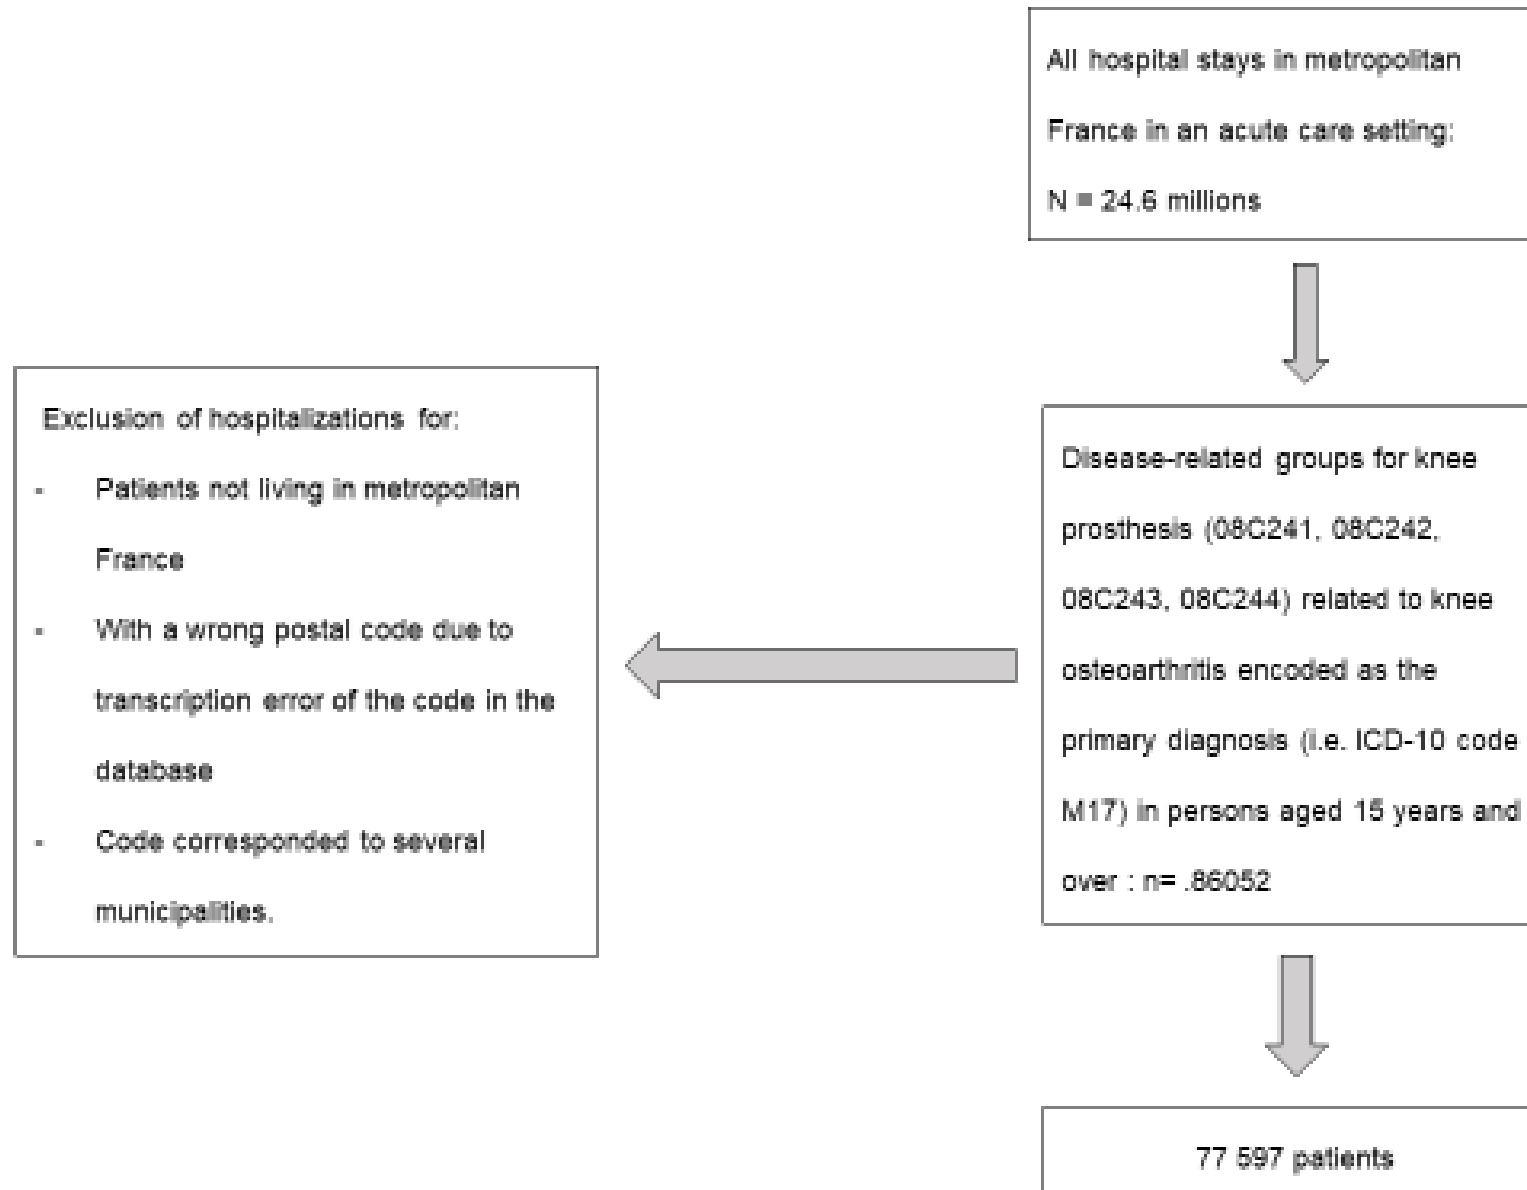 All hospital stays in metropolitan
France in an acute care setting:
N = 24.6 millions
Exclusion of hospitalizations for:
- Patients not living in metropolitan
France
- With a wrong postal code due to
transcription error of the code in the
database
- Code corresponded to several
municipalities.
Disease-related groups for knee
prosthesis (08C241, 08C242,
08C243, 08C244) related to knee
osteoarthritis encoded as the
primary diagnosis (i.e. ICD-10 code
M17) in persons aged 15 years and
over : n= .86052
77 597 patients